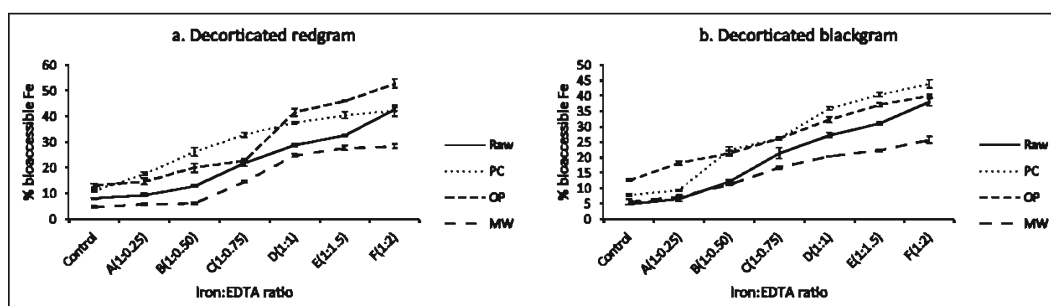 a. Decorticated redgram
% bioaccessible Fe
60
50
40
30
20
10
0
Control
A(1:0.25)
B(1:0.50)
C(1:0.75)
D(1:1)
E(1:1.5)
F(1:2)
Iron:EDTA ratio
Raw
PC
OP
MW
b. Decorticated blackgram
% bioaccessible Fe
50
45
40
35
30
25
20
15
10
5
0
Control
A(1:0.25)
B(1:0.50)
C(1:0.75)
D(1:1)
E(1:1.5)
F(1:2)
Iron:EDTA ratio
Raw
PC
OP
MW